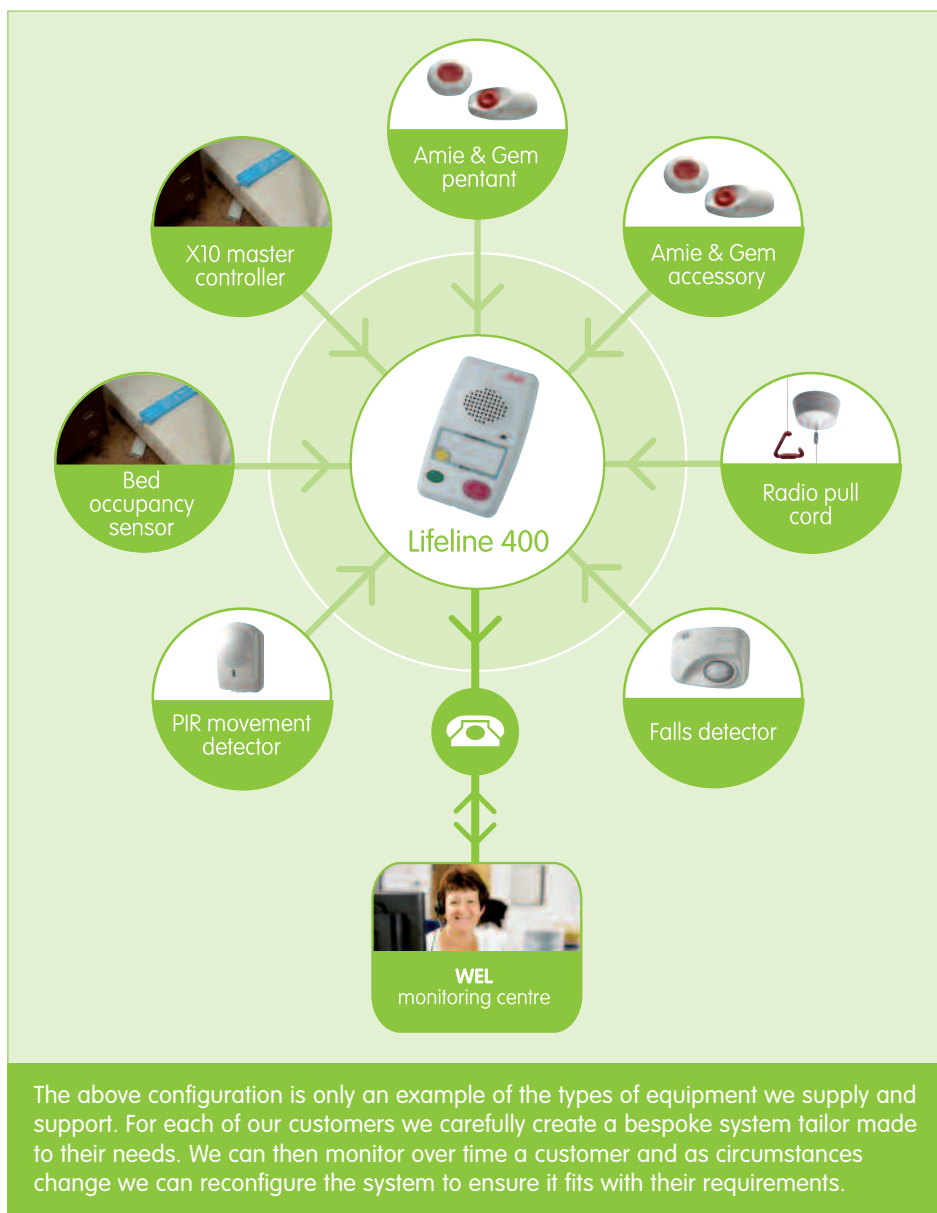 Amie & Gem
pentant
X10 master
controller
Amie & Gem
accessory
Bed
occupancy
sensor
Lifeline 400
Radio pull
cord
PIR movement
detector
Falls detector
WEL
monitoring centre
The above configuration is only an example of the types of equipment we supply and
support. For each of our customers we carefully create a bespoke system tailor made
to their needs. We can then monitor over time a customer and as circumstances
change we can reconfigure the system to ensure it fits with their requirements.